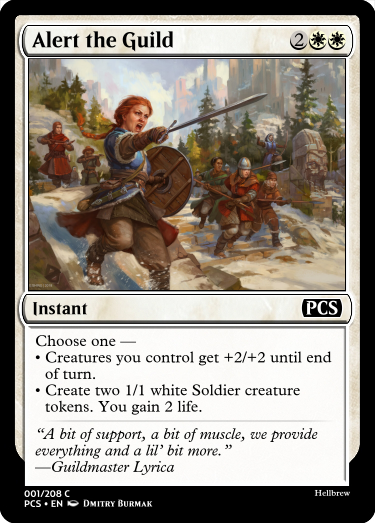 Alert the Guild 2
Instant PCS
Choose one —
• Creatures you control get +2/+2 until end
of turn.
• Create two 1/1 white Soldier creature
tokens. You gain 2 life.
“A bit of support, a bit of muscle, we provide
everything and a lil' bit more.”
—Guildmaster Lyrica
001/208 C
PCS • EN Dmitry Burmak
Hellbrew